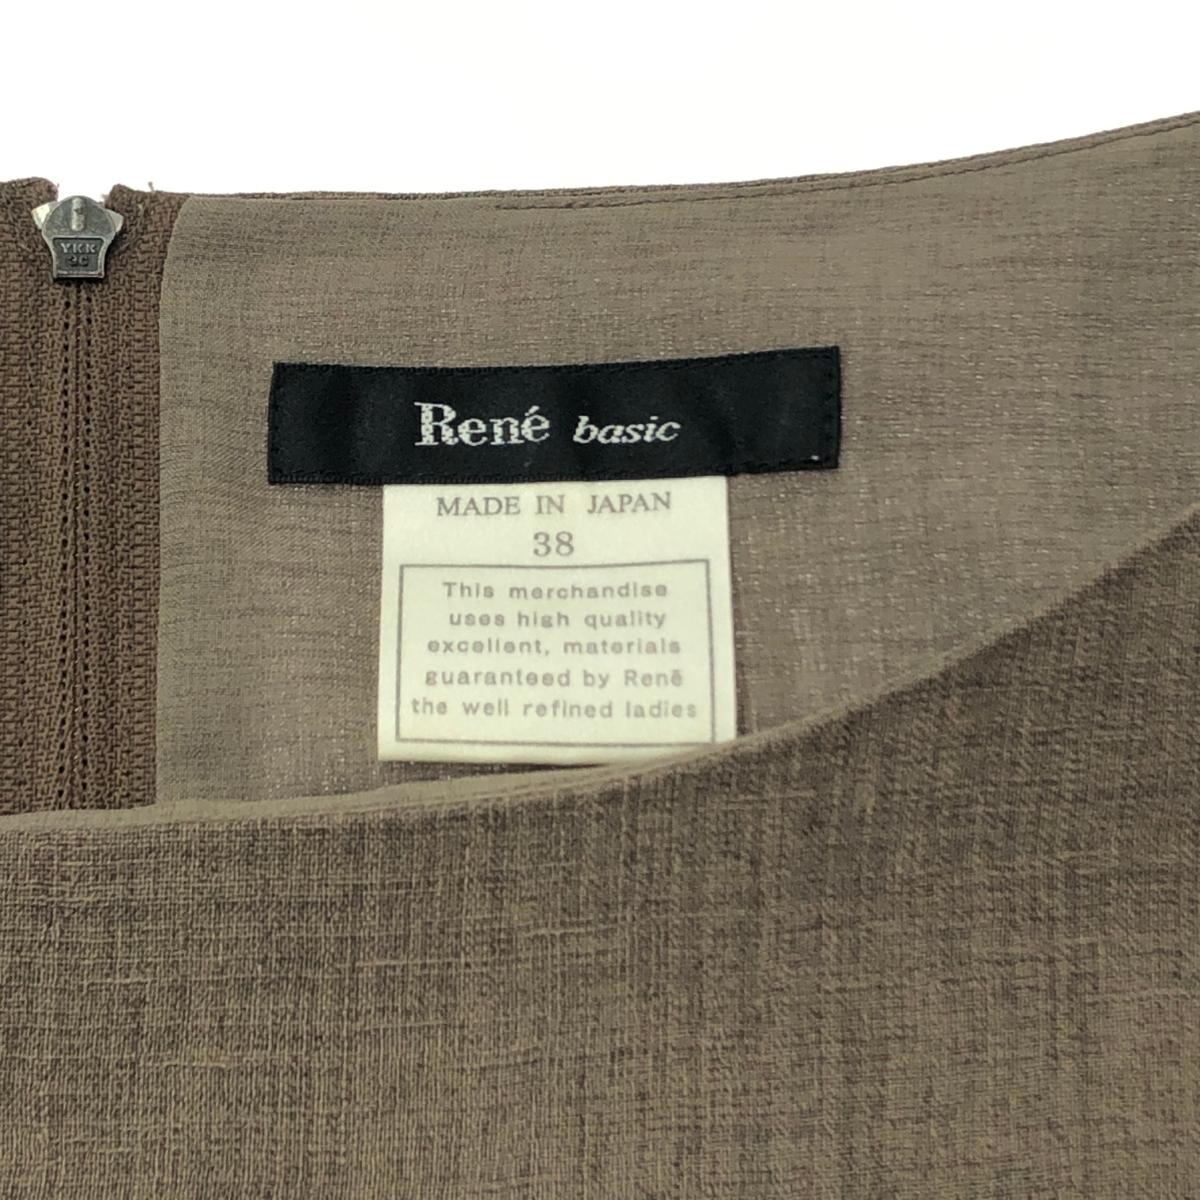 YKK
3C
René basic
MADE IN JAPAN
38
This merchandise
uses high quality
excellent, materials
guaranteed by René
the well refined ladies